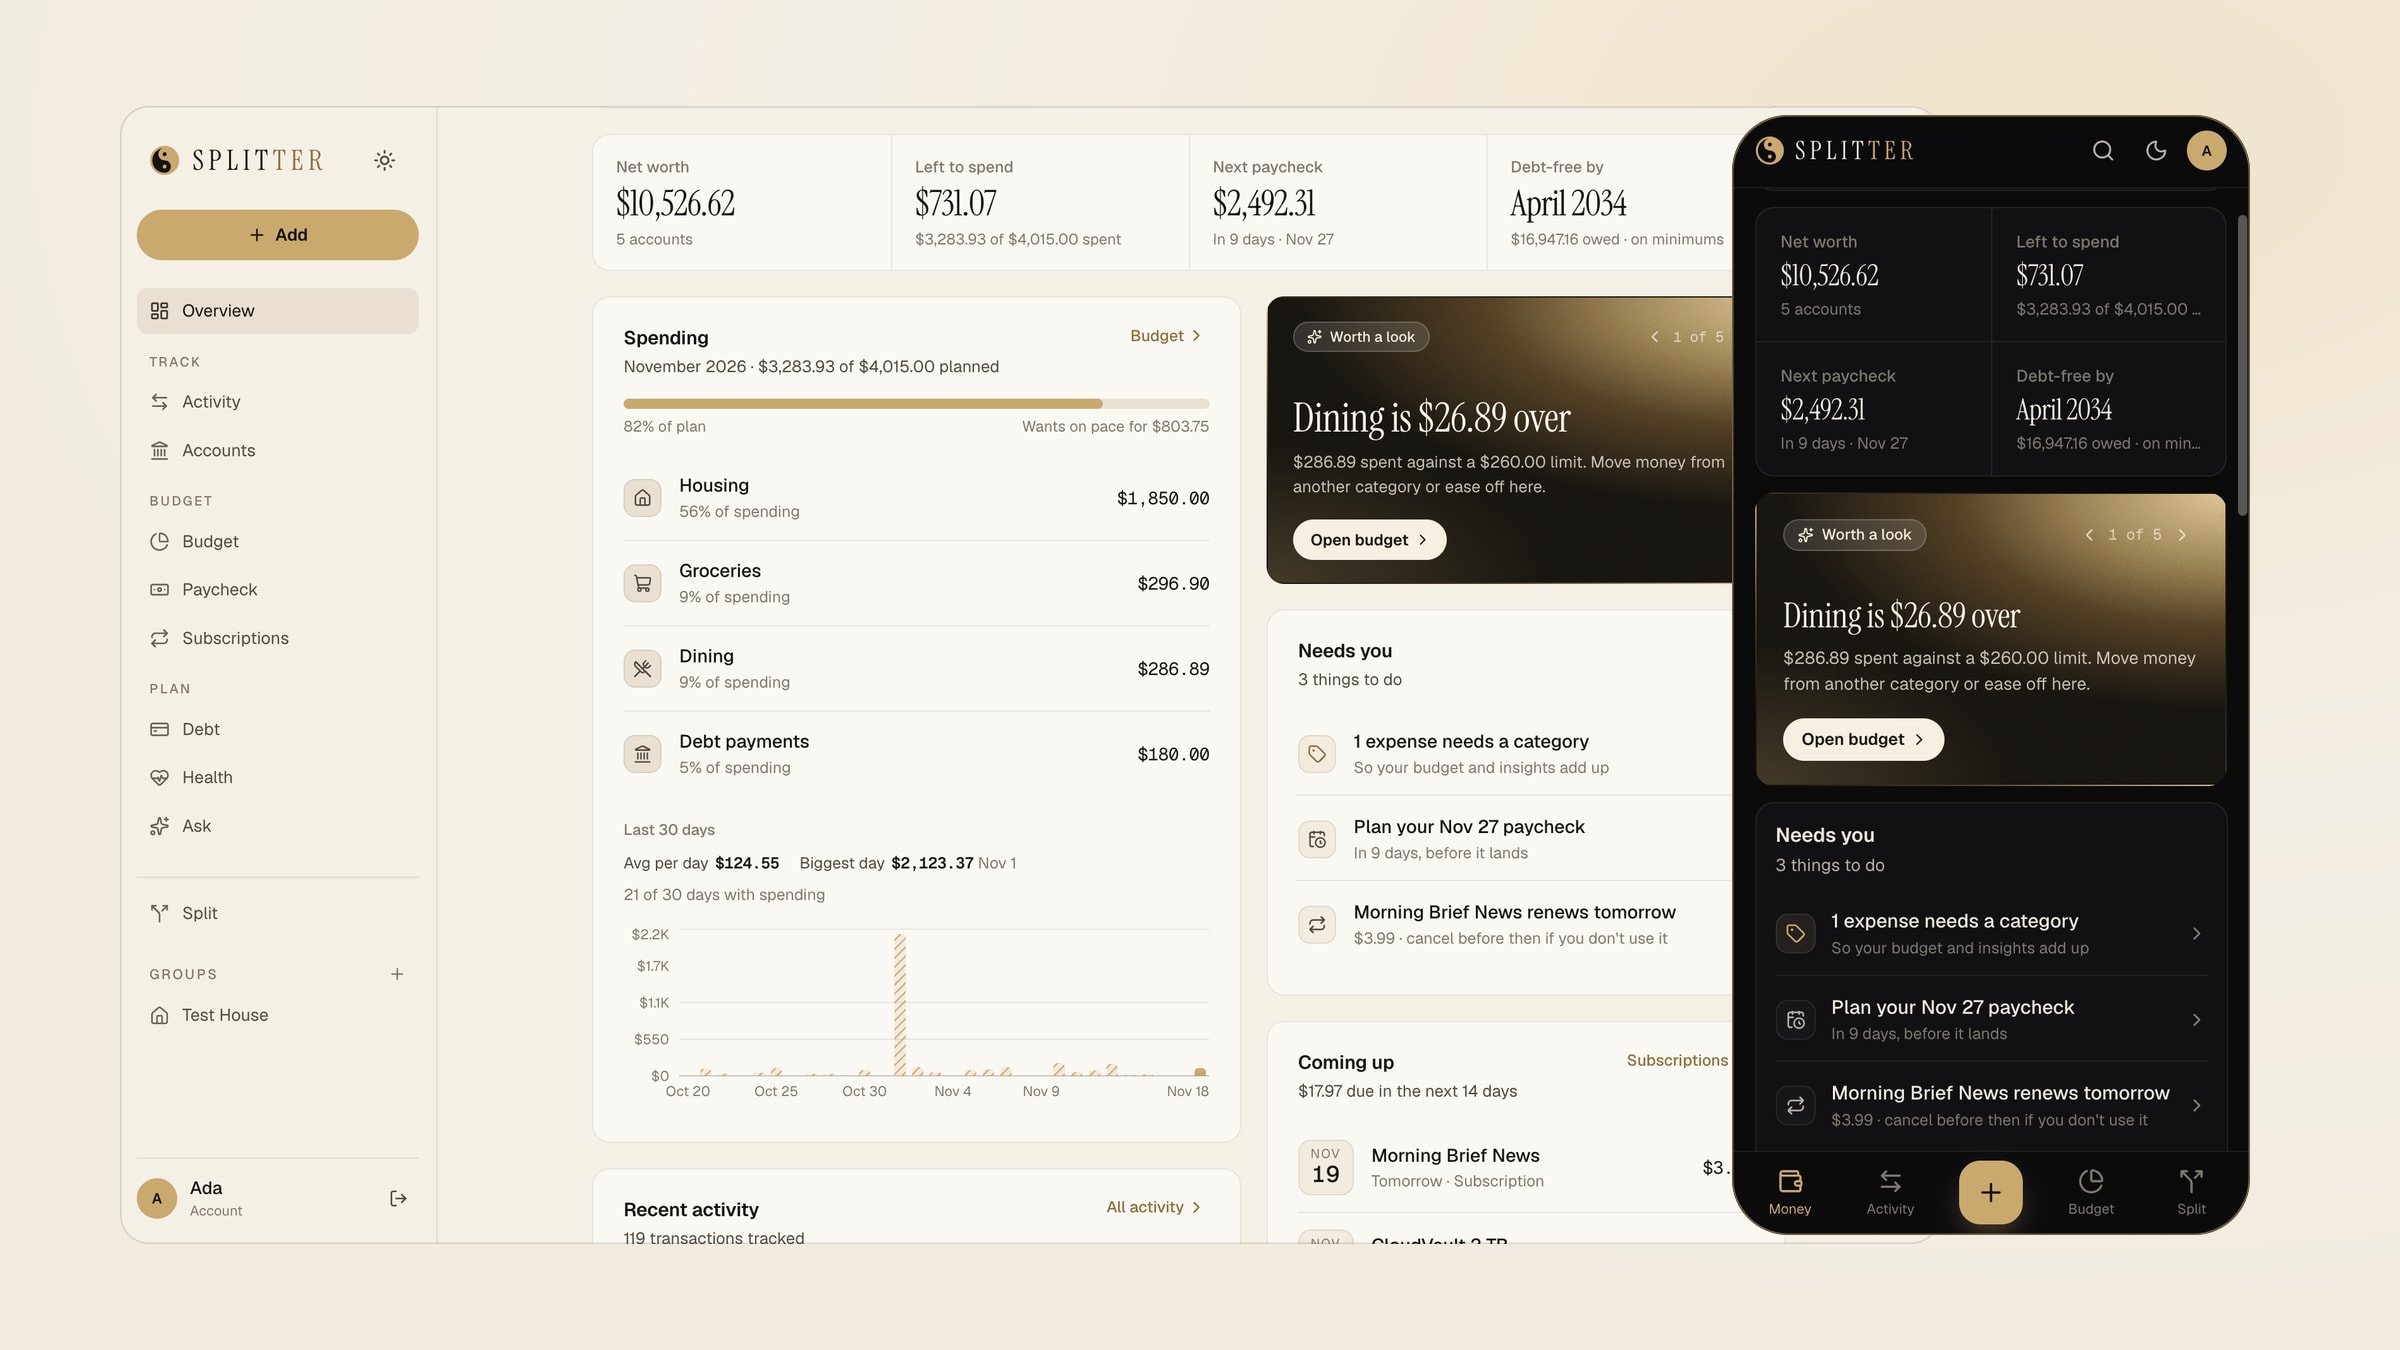 SPLITTER
+ Add
Overview
TRACK
Activity
Accounts
BUDGET
Budget
Paycheck
Subscriptions
PLAN
Debt
Health
Ask
Split
GROUPS
Test House
A
Ada
Account
Net worth
$10,526.62
5 accounts
Left to spend
$731.07
$3,283.93 of $4,015.00 spent
Next paycheck
$2,492.31
In 9 days · Nov 27
Debt-free by
April 2034
$16,947.16 owed · on minimums
Spending
Budget
November 2026 · $3,283.93 of $4,015.00 planned
82% of plan
Wants on pace for $803.75
Housing
56% of spending
$1,850.00
Groceries
9% of spending
$296.90
Dining
9% of spending
$286.89
Debt payments
5% of spending
$180.00
Last 30 days
Avg per day $124.55 Biggest day $2,123.37 Nov 1
21 of 30 days with spending
$2.2K
$1.7K
$1.1K
$550
$0
Oct 20 Oct 25 Oct 30 Nov 4 Nov 9 Nov 18
Recent activity
All activity
119 transactions tracked
Worth a look
1 of 5
Dining is $26.89 over
$286.89 spent against a $260.00 limit. Move money from
another category or ease off here.
Open budget
Needs you
3 things to do
1 expense needs a category
So your budget and insights add up
Plan your Nov 27 paycheck
In 9 days, before it lands
Morning Brief News renews tomorrow
$3.99 · cancel before then if you don't use it
Coming up
Subscriptions
$17.97 due in the next 14 days
NOV
19
Morning Brief News
Tomorrow · Subscription
$3.
NOV
CloudVault 2 TB
SPLITTER
A
Net worth
$10,526.62
5 accounts
Left to spend
$731.07
$3,283.93 of $4,015.00 ...
Next paycheck
$2,492.31
In 9 days · Nov 27
Debt-free by
April 2034
$16,947.16 owed · on min...
Worth a look
1 of 5
Dining is $26.89 over
$286.89 spent against a $260.00 limit. Move money
from another category or ease off here.
Open budget
Needs you
3 things to do
1 expense needs a category
So your budget and insights add up
Plan your Nov 27 paycheck
In 9 days, before it lands
Morning Brief News renews tomorrow
$3.99 · cancel before then if you don't use it
Money
Activity
+
Budget
Split